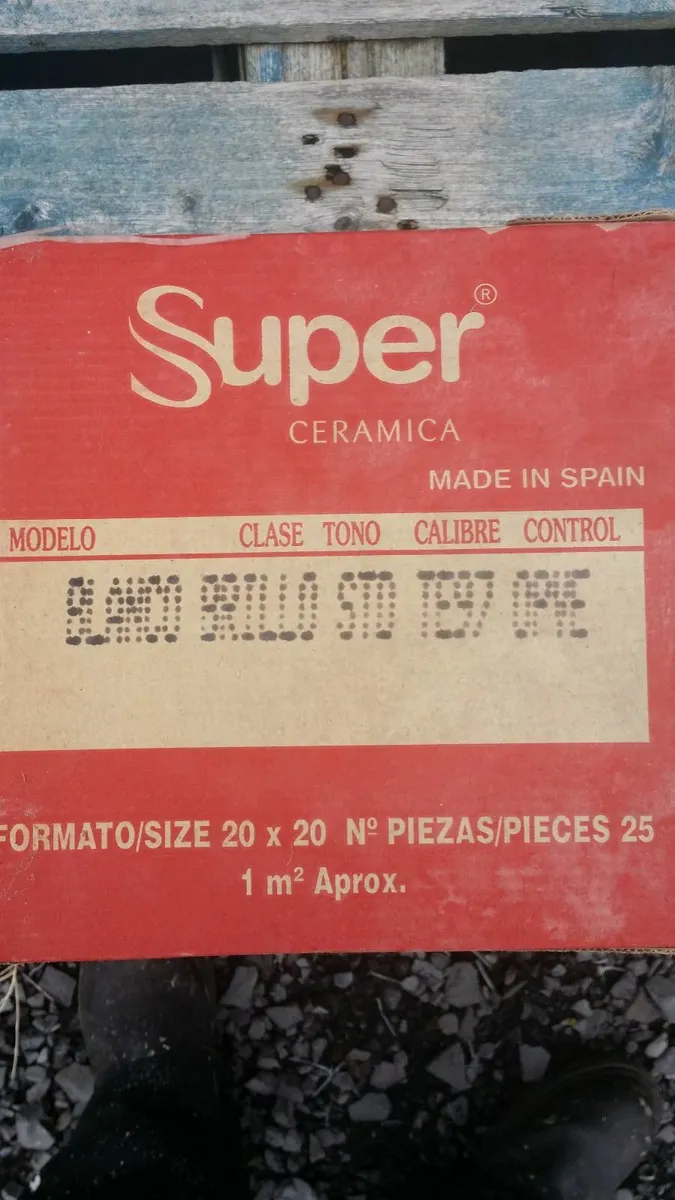 Super®
CERAMICA
MADE IN SPAIN
MODELO CLASE TONO CALIBRE CONTROL
BLANCO BRILLO STD
FORMATO/SIZE 20 x 20 Nº PIEZAS/PIECES 25
1 m² Aprox.